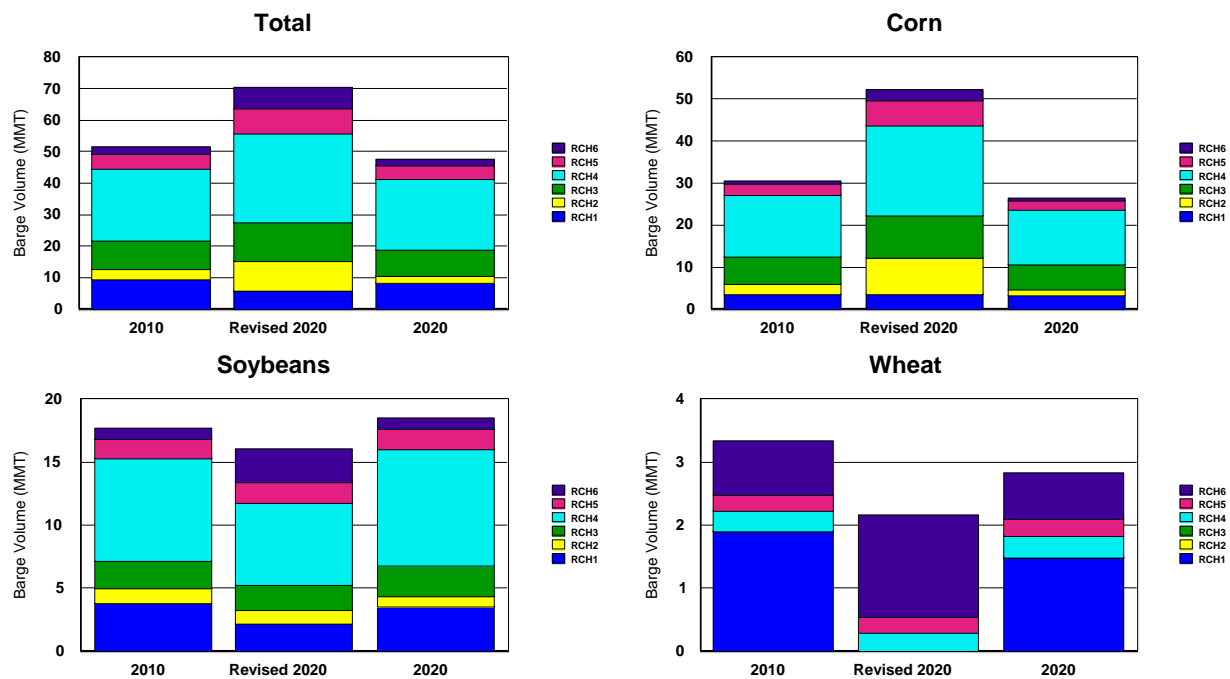 Total
Barge Volume (MMT)
80
70
60
50
40
30
20
10
0
2010
Revised 2020
2020
RCH6
RCH5
RCH4
RCH3
RCH2
RCH1
Corn
Barge Volume (MMT)
60
50
40
30
20
10
0
2010
Revised 2020
2020
RCH6
RCH5
RCH4
RCH3
RCH2
RCH1
Soybeans
Barge Volume (MMT)
20
15
10
5
0
2010
Revised 2020
2020
RCH6
RCH5
RCH4
RCH3
RCH2
RCH1
Wheat
Barge Volume (MMT)
4
3
2
1
0
2010
Revised 2020
2020
RCH6
RCH5
RCH4
RCH3
RCH2
RCH1